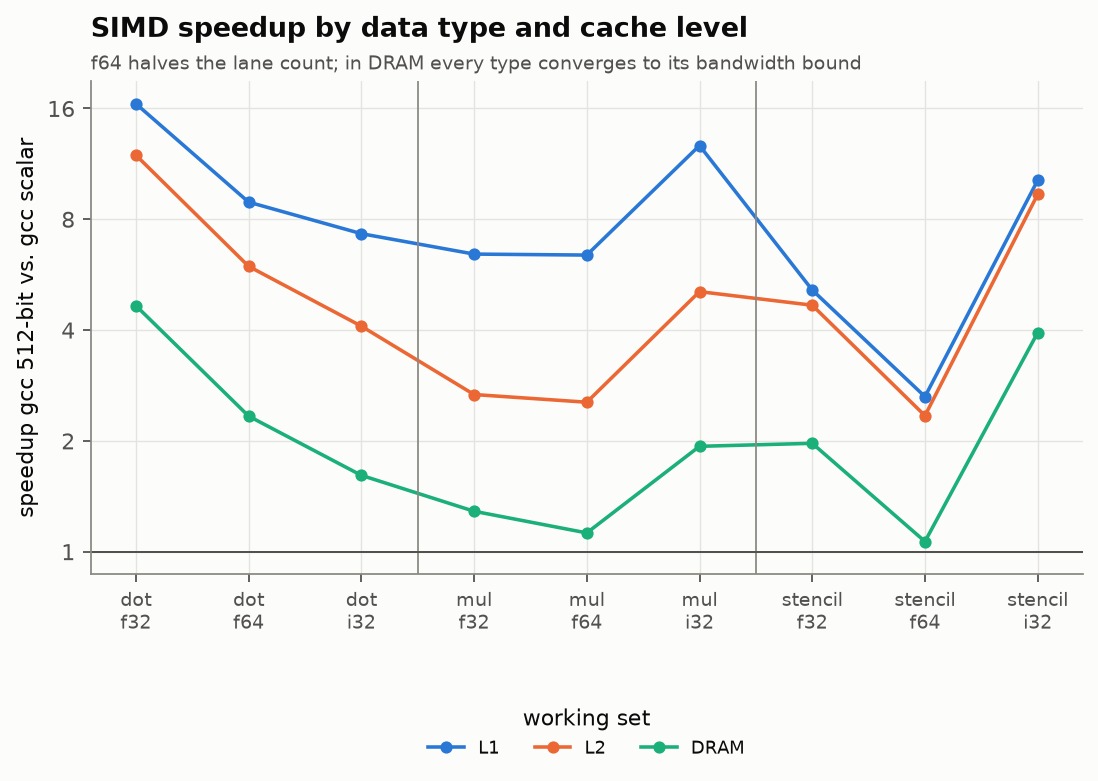 SIMD speedup by data type and cache level
f64 halves the lane count; in DRAM every type converges to its bandwidth bound
speedup gcc 512-bit vs. gcc scalar
16
8
4
2
1
dot f32
dot f64
dot i32
mul f32
mul f64
mul i32
stencil f32
stencil f64
stencil i32
working set
L1 L2 DRAM